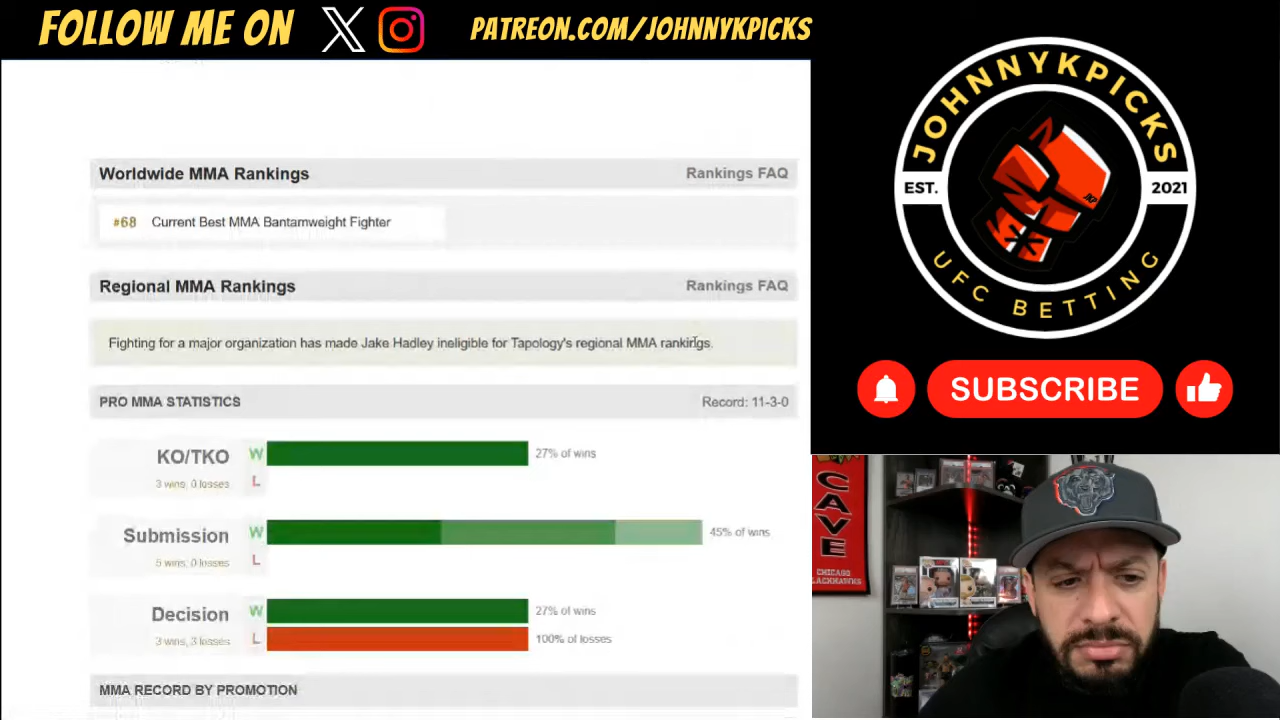 FOLLOW ME ON
PATREON.COM/JOHNNYKPICKS
Worldwide MMA Rankings
Rankings FAQ
#68 Current Best MMA Bantamweight Fighter
Regional MMA Rankings
Rankings FAQ
Fighting for a major organization has made Jake Hadley ineligible for Tapology's regional MMA rankings.
PRO MMA STATISTICS
Record: 11-3-0
KO/TKO
3 wins, 0 losses
W
27% of wins
L
Submission
5 wins, 0 losses
W
45% of wins
L
Decision
3 wins, 3 losses
W
27% of wins
L
100% of losses
MMA RECORD BY PROMOTION
JOHNNYKPICKS
EST.
2021
JKP
UFC BETTING
SUBSCRIBE
CAVE
CHICAGO
BLACKHAWKS